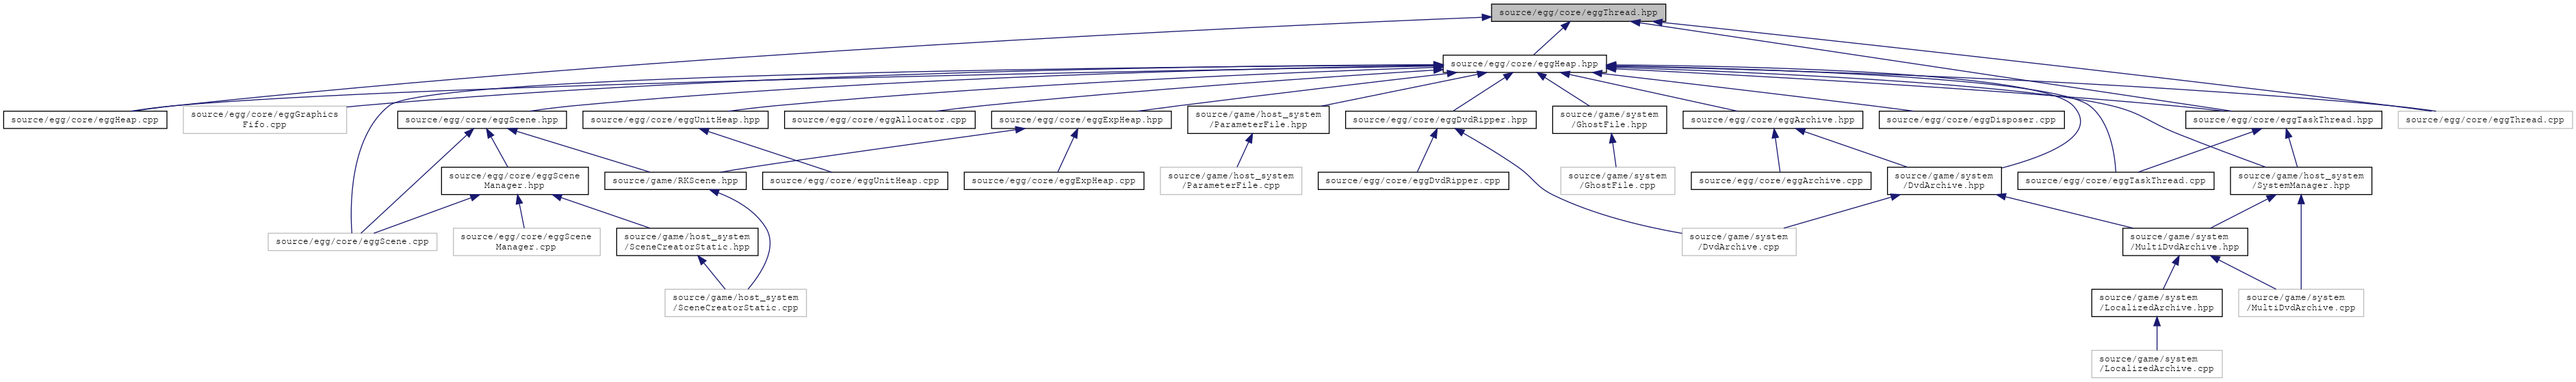 source/egg/core/eggThread.hpp
source/egg/core/eggHeap.hpp
source/egg/core/eggHeap.cpp
source/egg/core/eggGraphics
Fifo.cpp
source/egg/core/eggScene.hpp
source/egg/core/eggUnitHeap.hpp
source/egg/core/eggAllocator.cpp
source/egg/core/eggExpHeap.hpp
source/game/host_system
/ParameterFile.hpp
source/egg/core/eggDvdRipper.hpp
source/game/system
/GhostFile.hpp
source/egg/core/eggArchive.hpp
source/egg/core/eggDisposer.cpp
source/egg/core/eggTaskThread.hpp
source/egg/core/eggThread.cpp
source/egg/core/eggScene
Manager.hpp
source/game/RKScene.hpp
source/egg/core/eggUnitHeap.cpp
source/egg/core/eggExpHeap.cpp
source/game/host_system
/ParameterFile.cpp
source/egg/core/eggDvdRipper.cpp
source/game/system
/GhostFile.cpp
source/egg/core/eggArchive.cpp
source/game/system
/DvdArchive.hpp
source/egg/core/eggTaskThread.cpp
source/game/host_system
/SystemManager.hpp
source/egg/core/eggScene.cpp
source/egg/core/eggScene
Manager.cpp
source/game/host_system
/SceneCreatorStatic.hpp
source/game/system
/DvdArchive.cpp
source/game/system
/MultiDvdArchive.hpp
source/game/host_system
/SceneCreatorStatic.cpp
source/game/system
/LocalizedArchive.hpp
source/game/system
/MultiDvdArchive.cpp
source/game/system
/LocalizedArchive.cpp